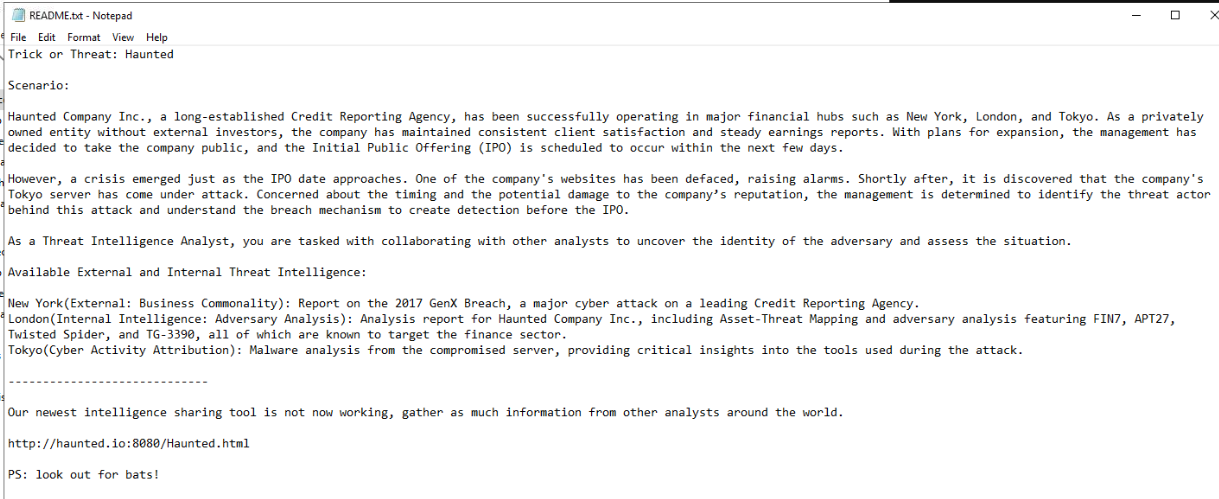 README.txt - Notepad
File Edit Format View Help
Trick or Threat: Haunted
Scenario:
Haunted Company Inc., a long-established Credit Reporting Agency, has been successfully operating in major financial hubs such as New York, London, and Tokyo. As a privately
owned entity without external investors, the company has maintained consistent client satisfaction and steady earnings reports. With plans for expansion, the management has
decided to take the company public, and the Initial Public Offering (IPO) is scheduled to occur within the next few days.
However, a crisis emerged just as the IPO date approaches. One of the company's websites has been defaced, raising alarms. Shortly after, it is discovered that the company's
Tokyo server has come under attack. Concerned about the timing and the potential damage to the company’s reputation, the management is determined to identify the threat actor
behind this attack and understand the breach mechanism to create detection before the IPO.
As a Threat Intelligence Analyst, you are tasked with collaborating with other analysts to uncover the identity of the adversary and assess the situation.
Available External and Internal Threat Intelligence:
New York(External: Business Commonality): Report on the 2017 GenX Breach, a major cyber attack on a leading Credit Reporting Agency.
London(Internal Intelligence: Adversary Analysis): Analysis report for Haunted Company Inc., including Asset-Threat Mapping and adversary analysis featuring FIN7, APT27,
Twisted Spider, and TG-3390, all of which are known to target the finance sector.
Tokyo(Cyber Activity Attribution): Malware analysis from the compromised server, providing critical insights into the tools used during the attack.
-----------------------------
Our newest intelligence sharing tool is not now working, gather as much information from other analysts around the world.
http://haunted.io:8080/Haunted.html
PS: look out for bats!